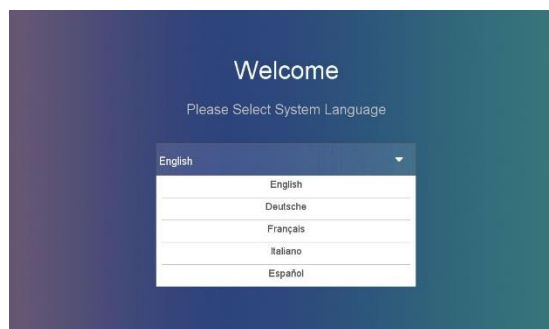 Welcome
Please Select System Language
English
English
Deutsche
Français
Italiano
Español